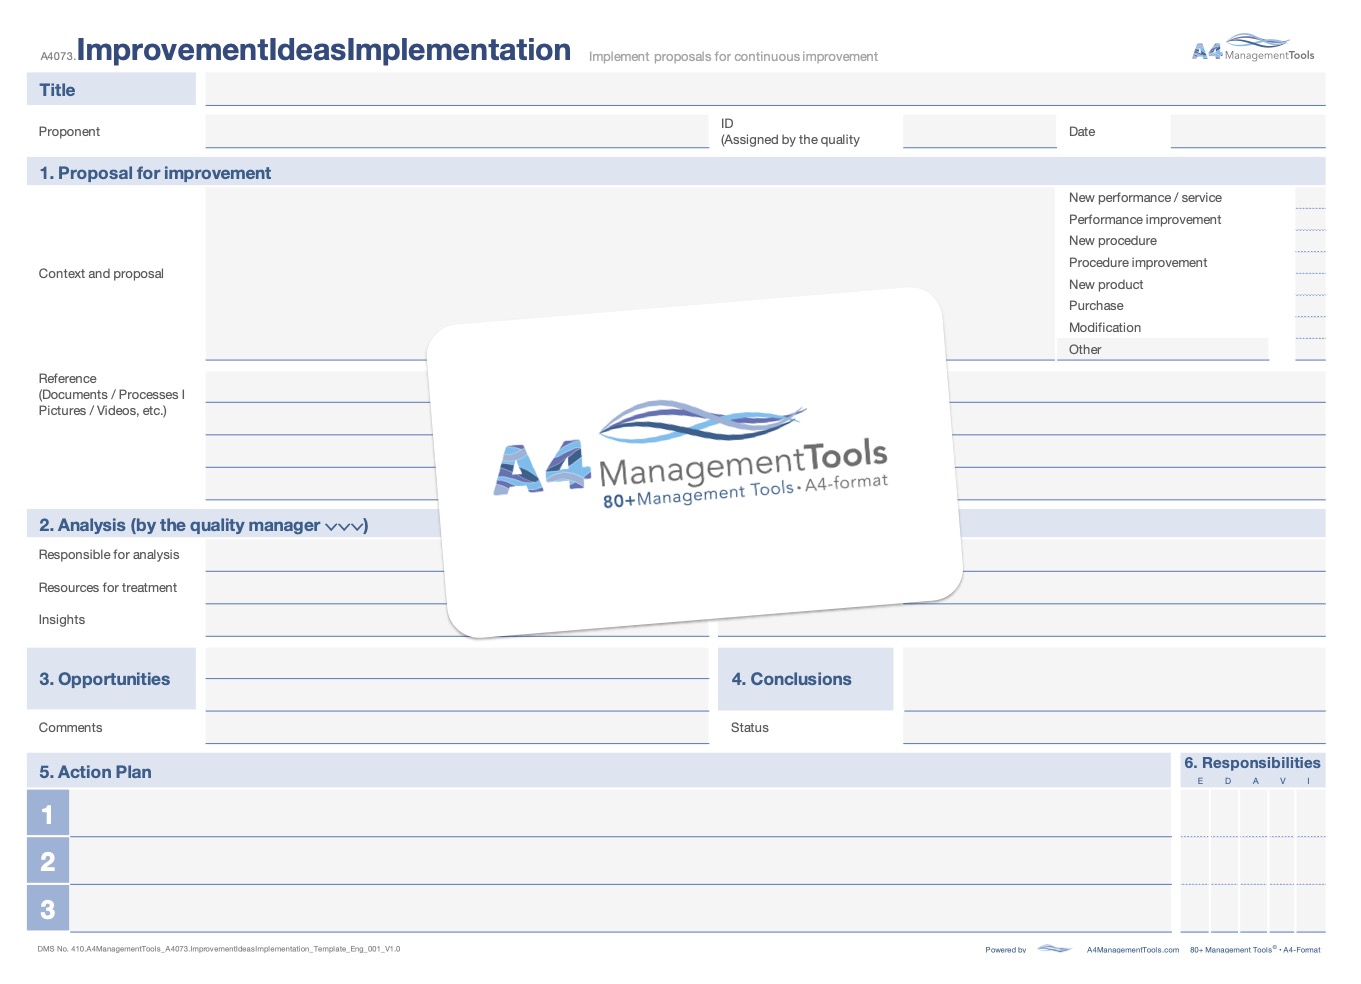 A4073.ImprovementIdeasImplementation Implement proposals for continuous improvement A4 ManagementTools
Title
Proponent
ID
(Assigned by the quality
Date
1. Proposal for improvement
Context and proposal
New performance / service
Performance improvement
New procedure
Procedure improvement
New product
Purchase
Modification
Other
Reference
(Documents / Processes I
Pictures / Videos, etc.)
A4 ManagementTools
80+Management Tools • A4-format
2. Analysis (by the quality manager ⌵⌵⌵)
Responsible for analysis
Resources for treatment
Insights
3. Opportunities
4. Conclusions
Comments
Status
5. Action Plan
6. Responsibilities
E D A V I
1
2
3
DMS No. 410.A4ManagementTools_A4073.ImprovementIdeasImplementation_Template_Eng_001_V1.0
Powered by A4ManagementTools.com 80+ Management Tools® • A4-Format